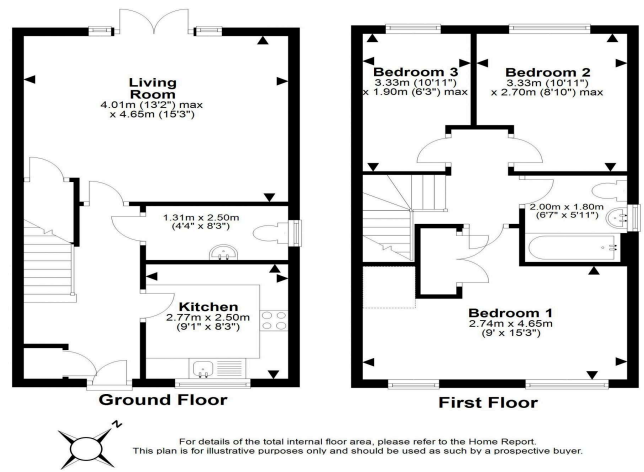 Living
Room
4.01m (13'2") max
x 4.65m (15'3")
1.31m x 2.50m
(4'4" x 8'3")
Kitchen
2.77m x 2.50m
(9'1" x 8'3")
Ground Floor
Bedroom 3
3.33m (10'11")
x 1.90m (6'3") max
Bedroom 2
3.33m (10'11")
x 2.70m (8'10") max
2.00m x 1.80m
(6'7" x 5'11")
Bedroom 1
2.74m x 4.65m
(9' x 15'3")
First Floor
N
For details of the total internal floor area, please refer to the Home Report.
This plan is for illustrative purposes only and should be used as such by a prospective buyer.